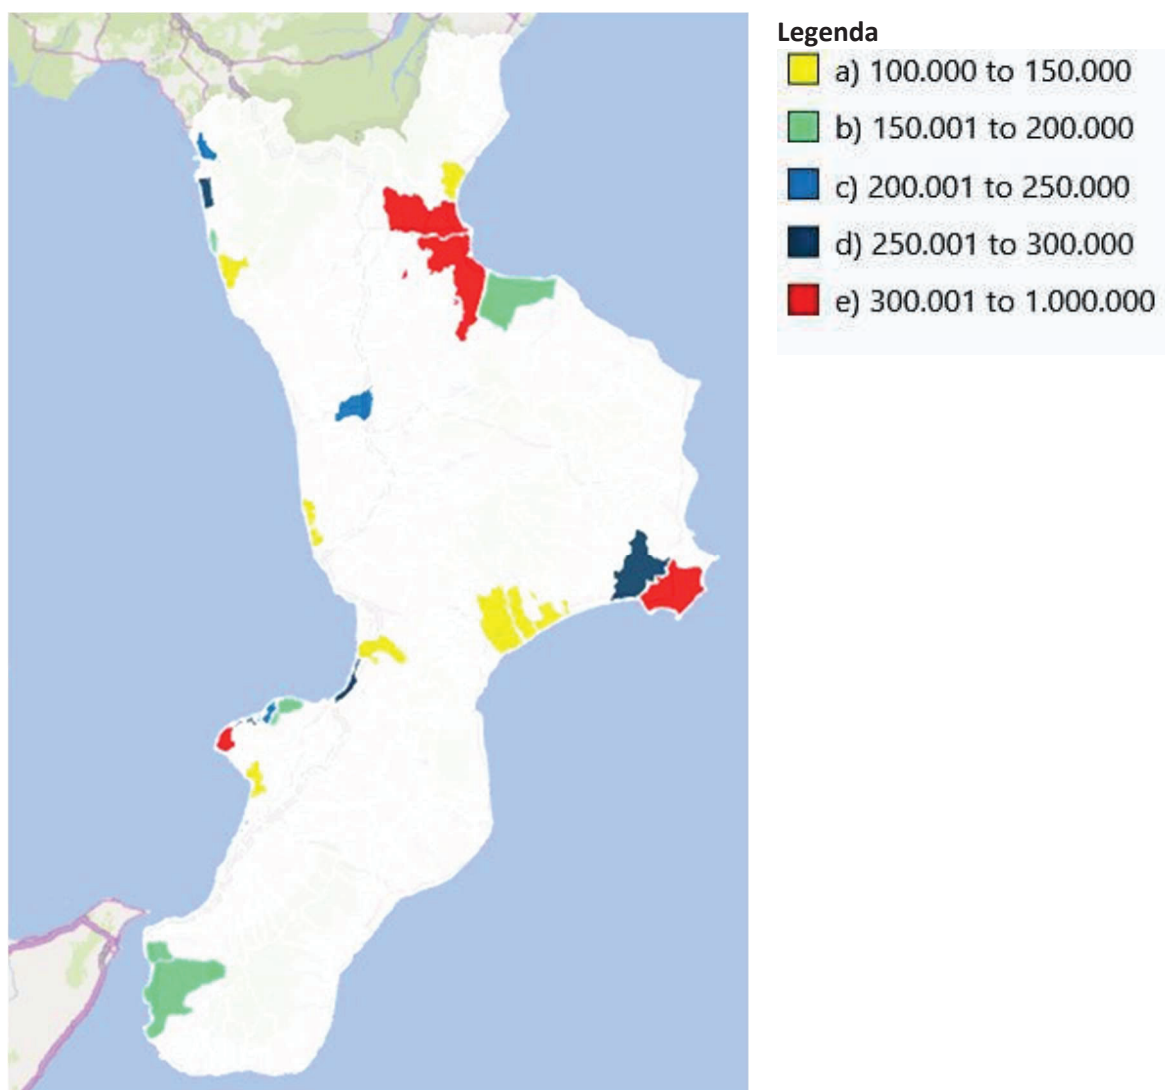 Legenda
a) 100.000 to 150.000
b) 150.001 to 200.000
c) 200.001 to 250.000
d) 250.001 to 300.000
e) 300.001 to 1.000.000